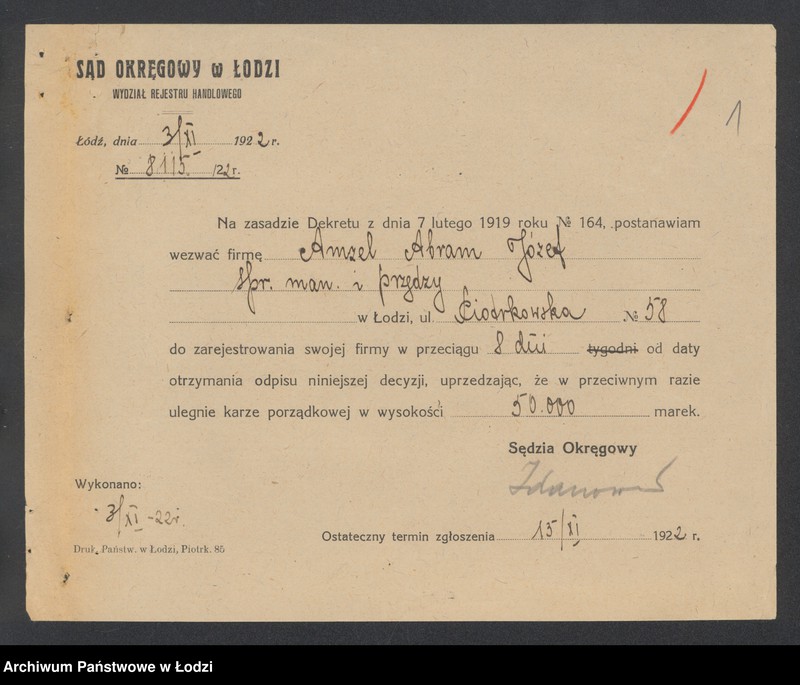 SĄD OKRĘGOWY w ŁODZI
WYDZIAŁ REJESTRU HANDLOWEGO
Łódź, dnia 3/XI 1922 r.
№ 8115 /22 r.
1
Na zasadzie Dekretu z dnia 7 lutego 1919 roku № 164, postanawiam
wezwać firmę Amzel Abram Józef
spr. man. i przędzy
w Łodzi, ul. Piotrkowska № 58
do zarejestrowania swojej firmy w przeciągu 8 dni tygodni od daty
otrzymania odpisu niniejszej decyzji, uprzedzając, że w przeciwnym razie
ulegnie karze porządkowej w wysokości 50.000 marek.
Sędzia Okręgowy
Wykonano:
3/XI -22r.
Ostateczny termin zgłoszenia 15/XI 1922 r.
Druk. Państw. w Łodzi, Piotrk. 85
Archiwum Państwowe w Łodzi